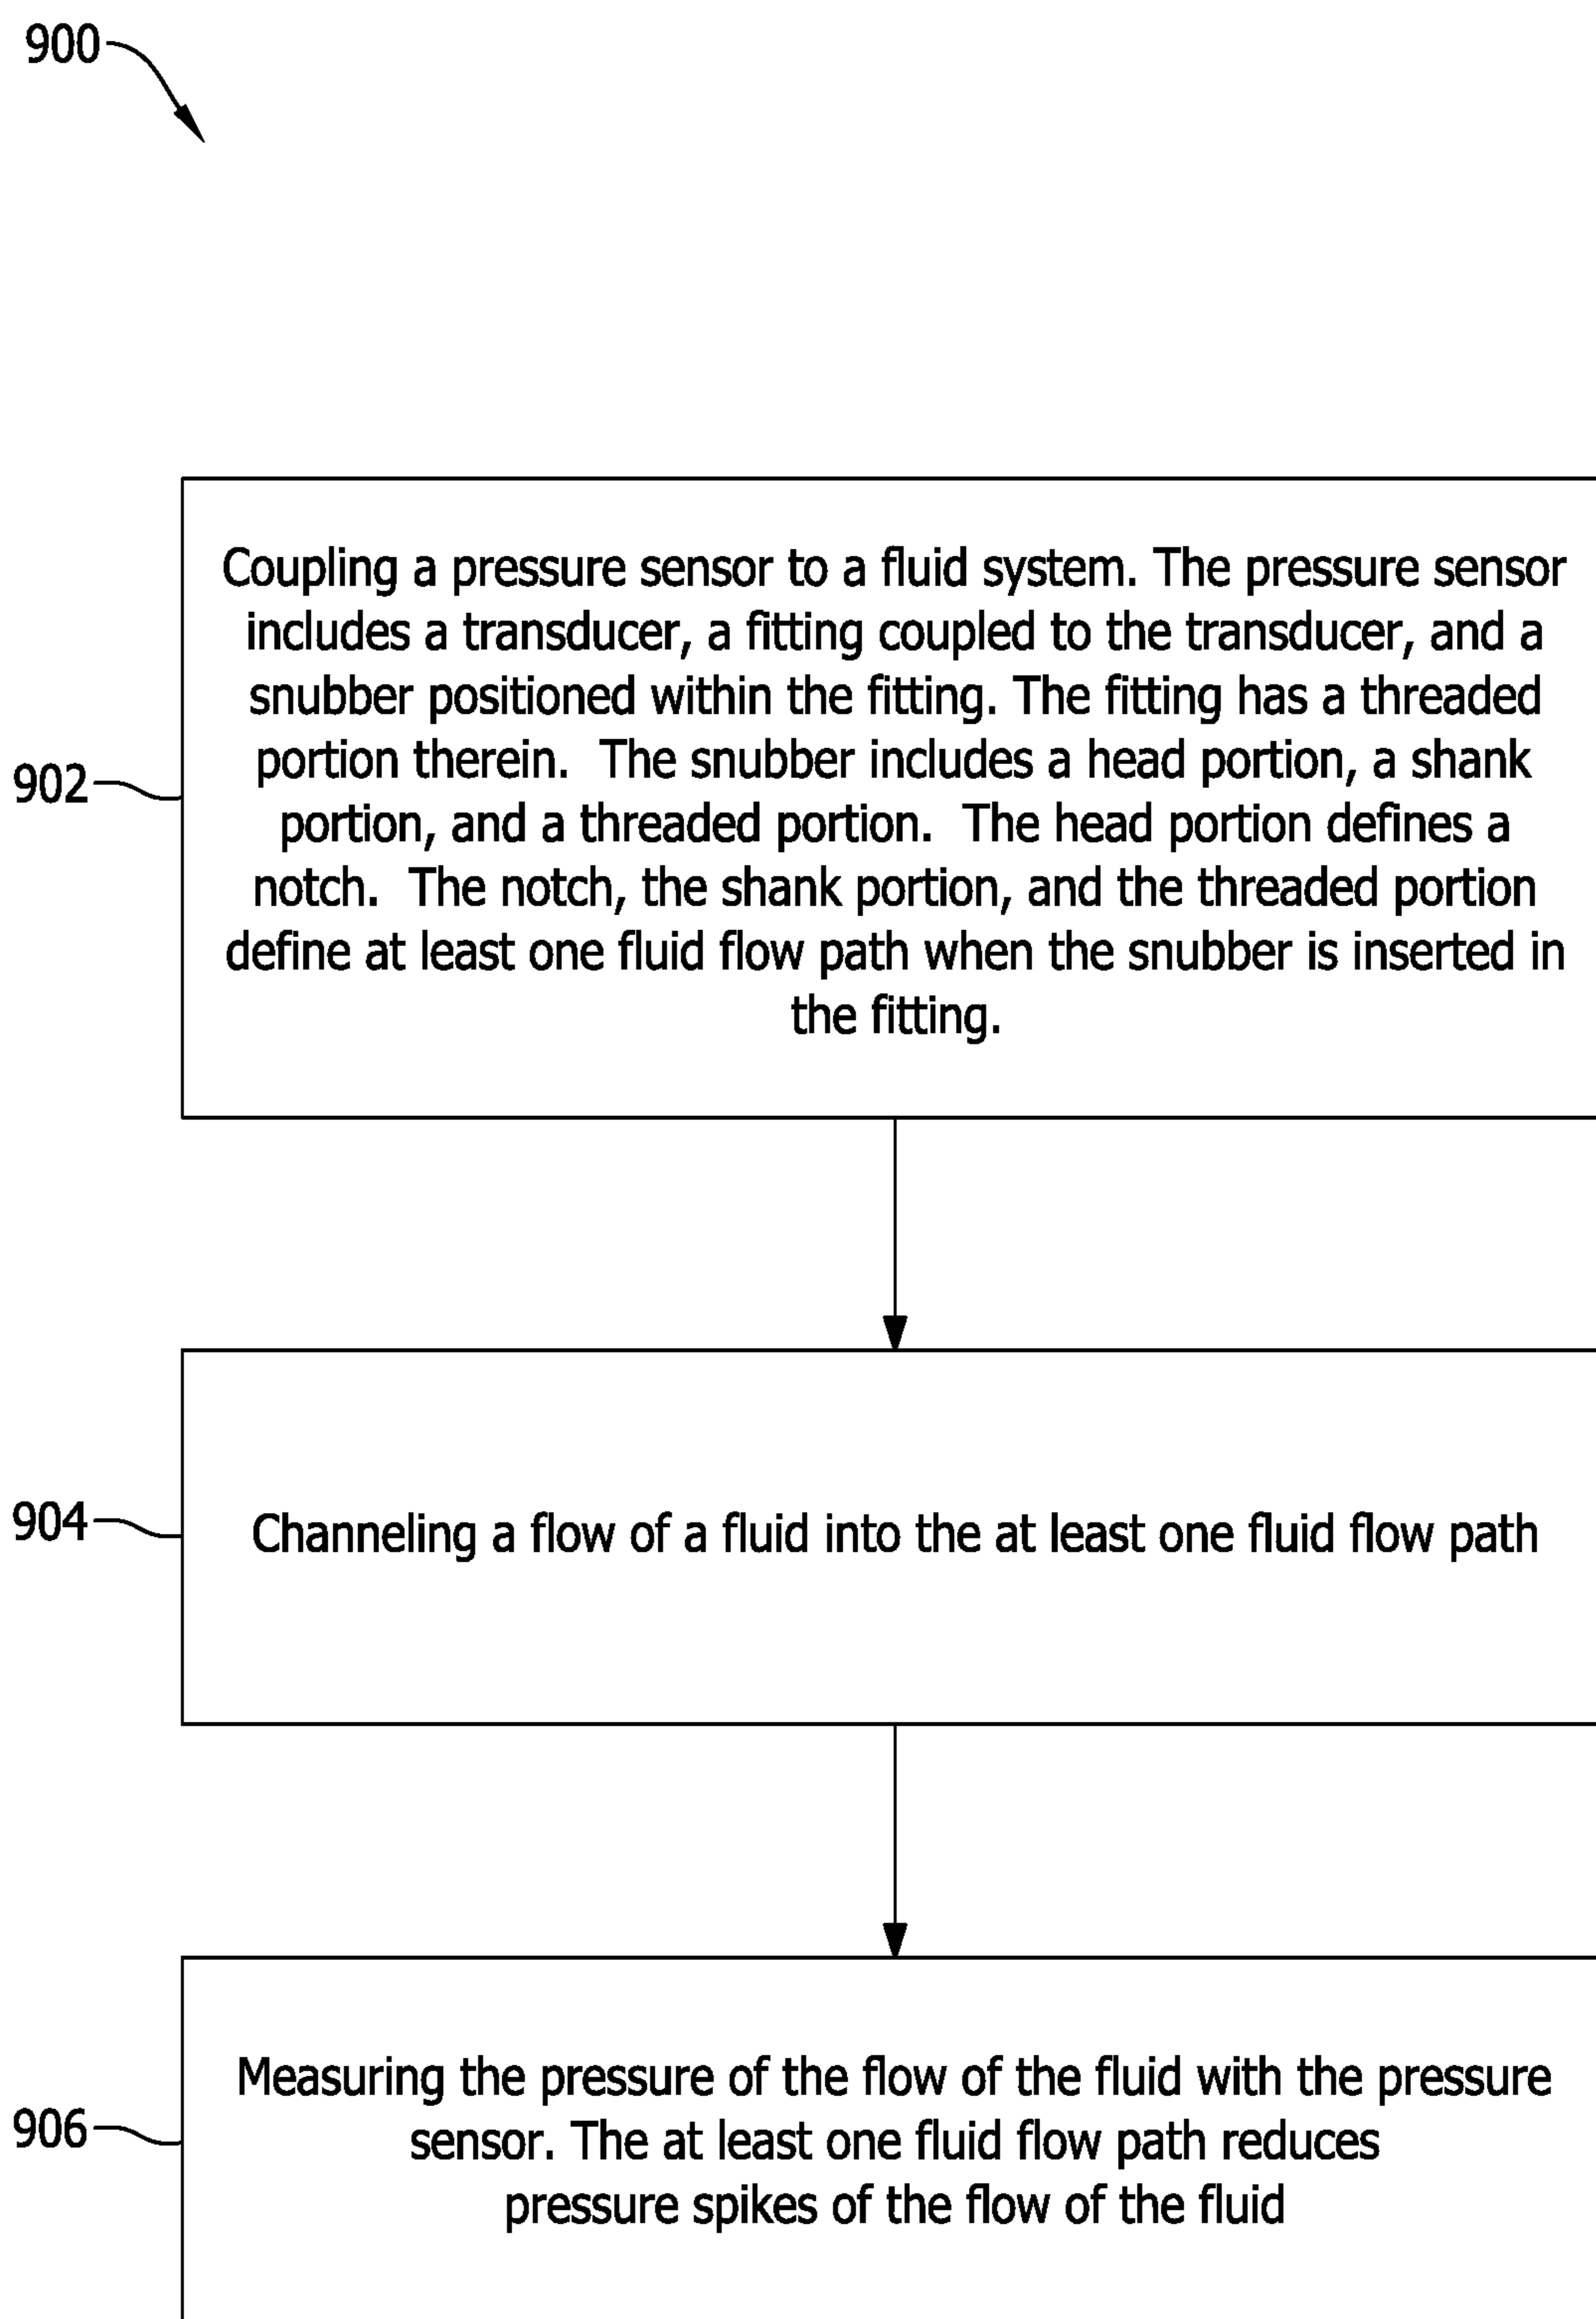 900
902
Coupling a pressure sensor to a fluid system. The pressure sensor
includes a transducer, a fitting coupled to the transducer, and a
snubber positioned within the fitting. The fitting has a threaded
portion therein.  The snubber includes a head portion, a shank
portion, and a threaded portion.  The head portion defines a
notch.  The notch, the shank portion, and the threaded portion
define at least one fluid flow path when the snubber is inserted in
the fitting.
904
Channeling a flow of a fluid into the at least one fluid flow path
906
Measuring the pressure of the flow of the fluid with the pressure
sensor. The at least one fluid flow path reduces
pressure spikes of the flow of the fluid